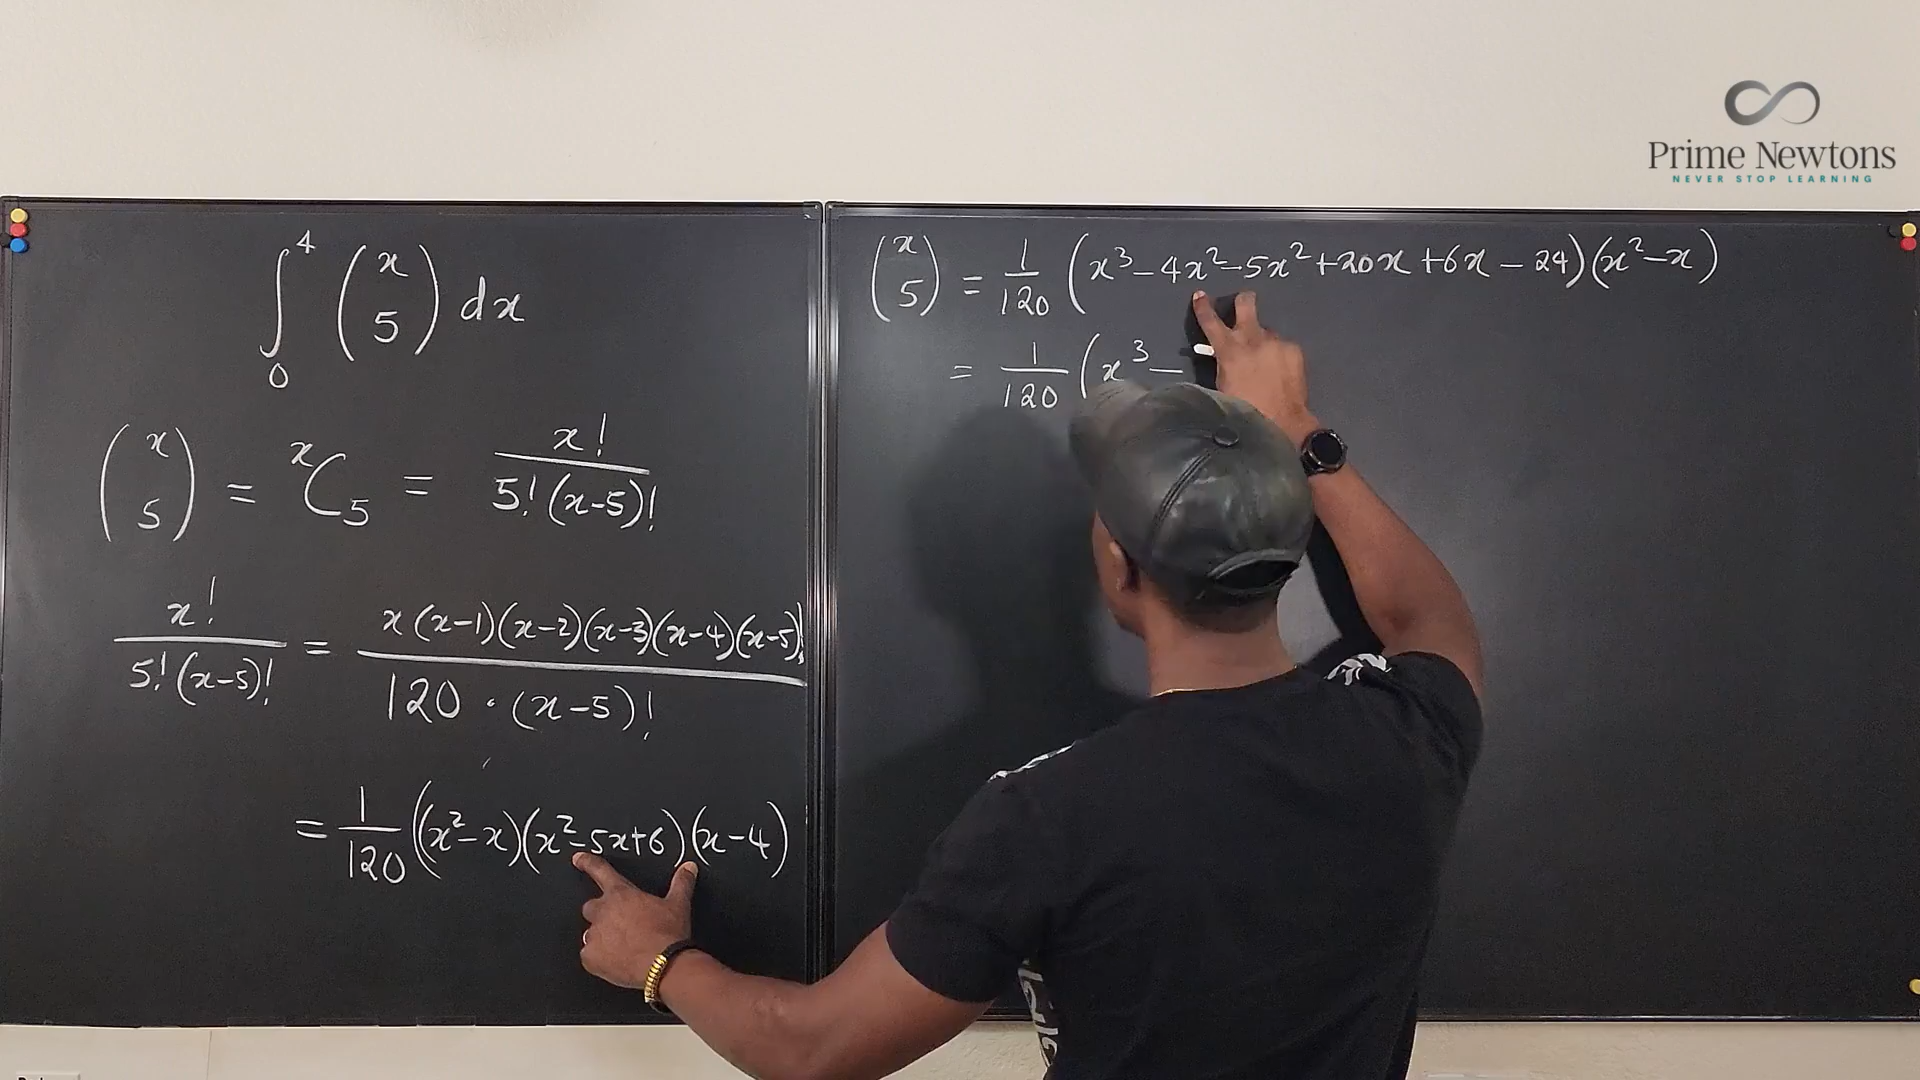 Prime Newtons
NEVER STOP LEARNING
∫₀⁴ (x 5) dx
(x 5) = ˣC₅ = x! / 5!(x-5)!
x! / 5!(x-5)! = x(x-1)(x-2)(x-3)(x-4)(x-5)! / 120 · (x-5)!
= 1/120 ((x²-x)(x²-5x+6)(x-4)
(x 5) = 1/120 (x³-4x²-5x²+20x+6x-24)(x²-x)
= 1/120 (x³ -